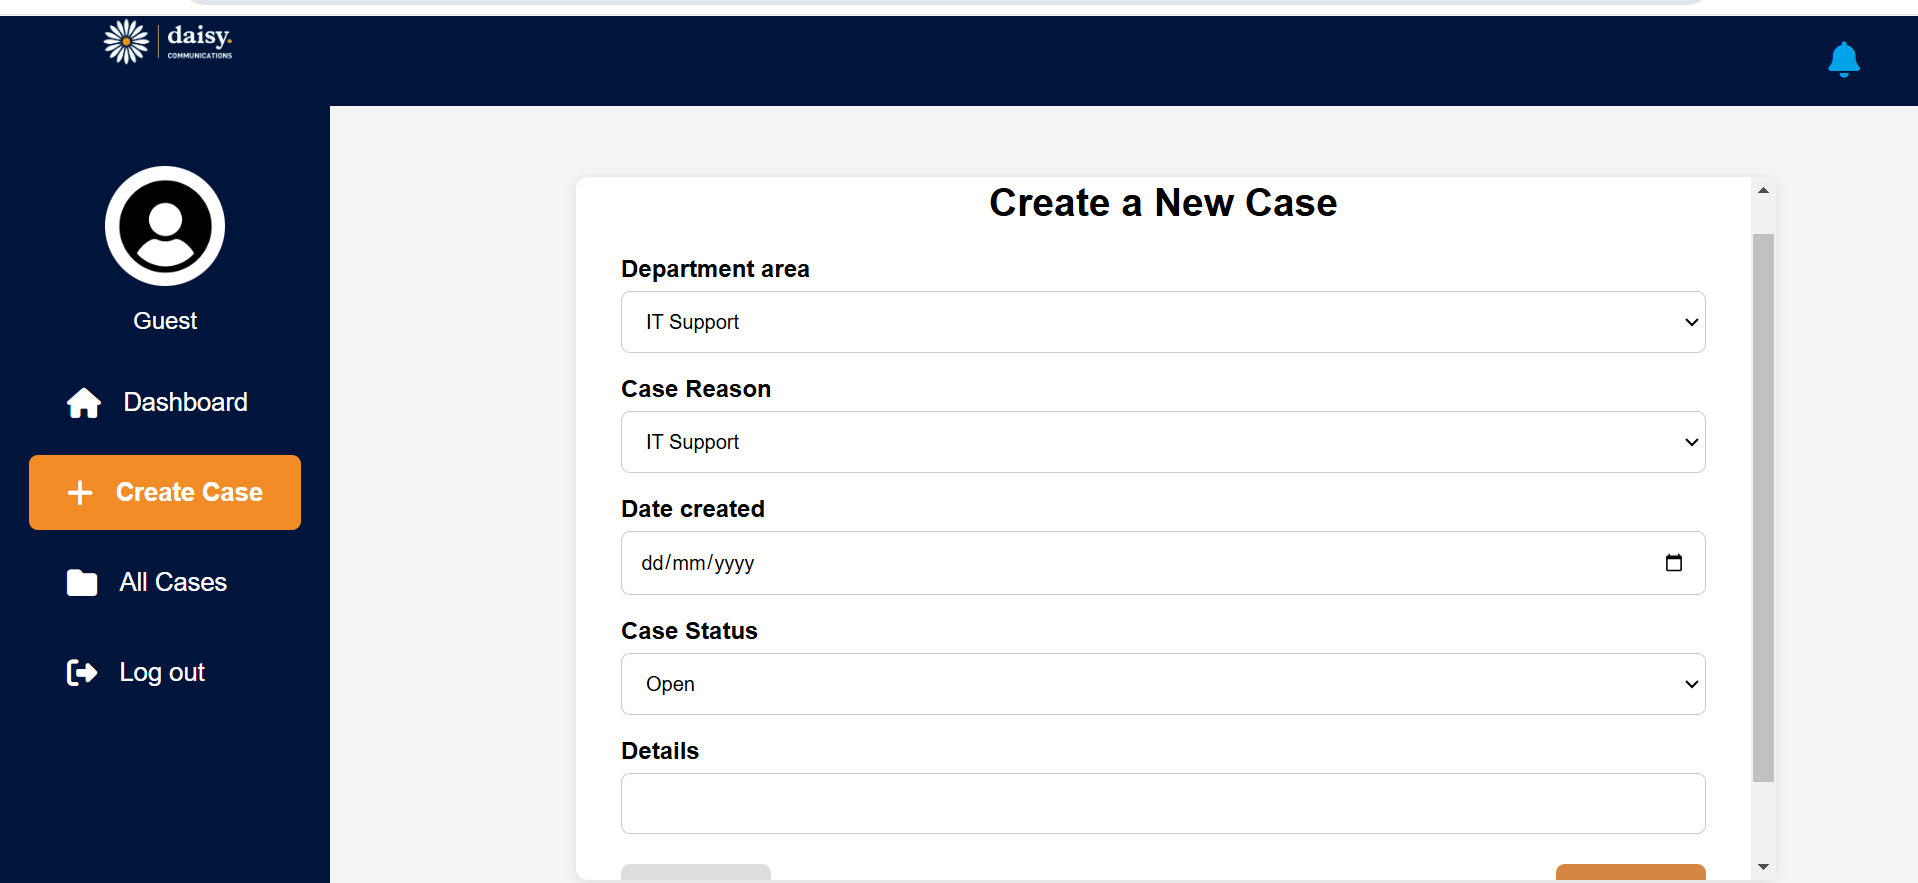 daisy.
COMMUNICATIONS
Guest
Dashboard
Create Case
All Cases
Log out
Create a New Case
Department area
IT Support
Case Reason
IT Support
Date created
dd/mm/yyyy
Case Status
Open
Details